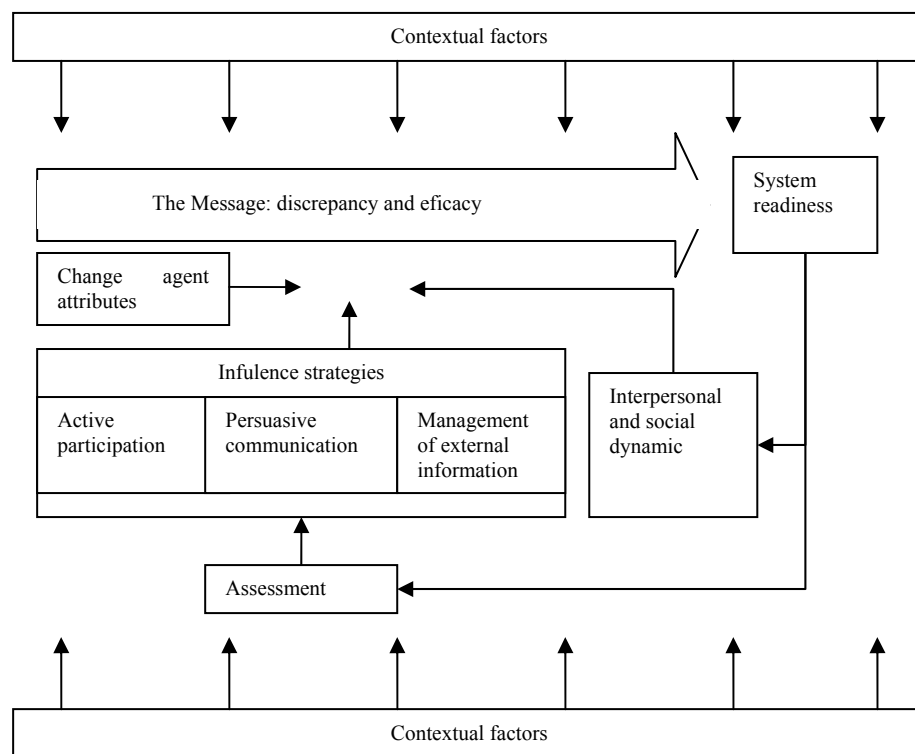 Contextual factors
The Message: discrepancy and eficacy
System
readiness
Change agent
attributes
Infulence strategies
Active
participation
Persuasive
communication
Management
of external
information
Interpersonal
and social
dynamic
Assessment
Contextual factors